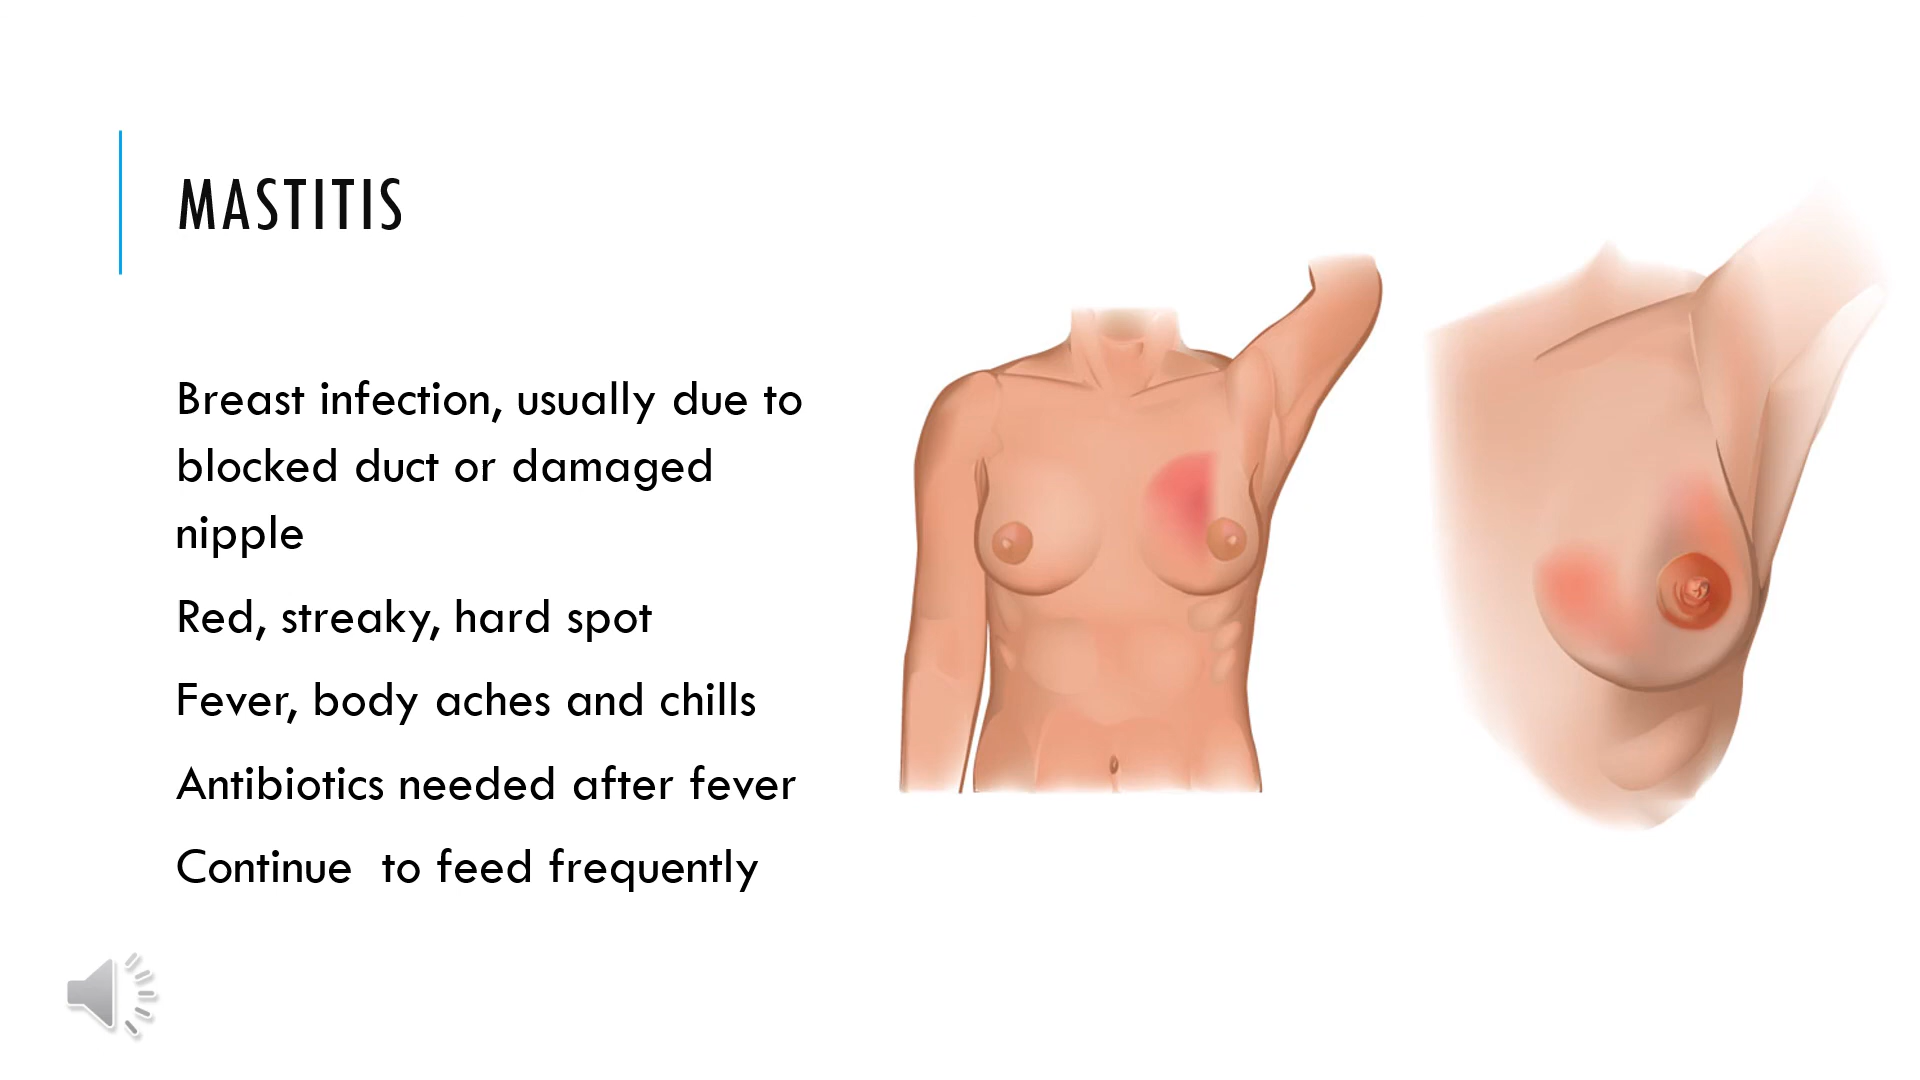 MASTITIS
Breast infection, usually due to
blocked duct or damaged
nipple
Red, streaky, hard spot
Fever, body aches and chills
Antibiotics needed after fever
Continue  to feed frequently